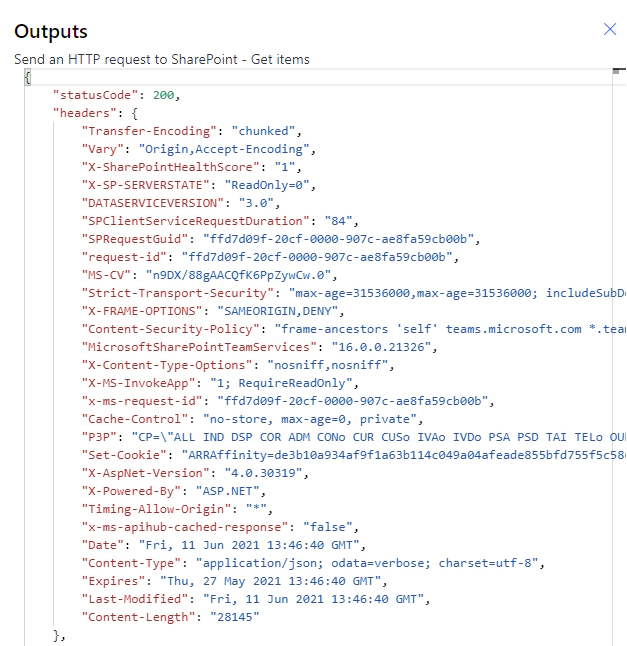 Outputs
Send an HTTP request to SharePoint - Get items
{
"statusCode": 200,
"headers": {
"Transfer-Encoding": "chunked",
"Vary": "Origin,Accept-Encoding",
"X-SharePointHealthScore": "1",
"X-SP-SERVERSTATE": "ReadOnly=0",
"DATASERVICEVERSION": "3.0",
"SPClientServiceRequestDuration": "84",
"SPRequestGuid": "ffd7d09f-20cf-0000-907c-ae8fa59cb00b",
"request-id": "ffd7d09f-20cf-0000-907c-ae8fa59cb00b",
"MS-CV": "n9DX/88gAACQfK6PpZywCw.0",
"Strict-Transport-Security": "max-age=31536000,max-age=31536000; includeSubDo
"X-FRAME-OPTIONS": "SAMEORIGIN,DENY",
"Content-Security-Policy": "frame-ancestors 'self' teams.microsoft.com *.team
"MicrosoftSharePointTeamServices": "16.0.0.21326",
"X-Content-Type-Options": "nosniff,nosniff",
"X-MS-InvokeApp": "1; RequireReadOnly",
"x-ms-request-id": "ffd7d09f-20cf-0000-907c-ae8fa59cb00b",
"Cache-Control": "no-store, max-age=0, private",
"P3P": "CP=\"ALL IND DSP COR ADM CONo CUR CUSo IVAo IVDo PSA PSD TAI TELo OU
"Set-Cookie": "ARRAffinity=de3b10a934af9f1a63b114c049a04afeade855bfd755f5c58
"X-AspNet-Version": "4.0.30319",
"X-Powered-By": "ASP.NET",
"Timing-Allow-Origin": "*",
"x-ms-apihub-cached-response": "false",
"Date": "Fri, 11 Jun 2021 13:46:40 GMT",
"Content-Type": "application/json; odata=verbose; charset=utf-8",
"Expires": "Thu, 27 May 2021 13:46:40 GMT",
"Last-Modified": "Fri, 11 Jun 2021 13:46:40 GMT",
"Content-Length": "28145"
},